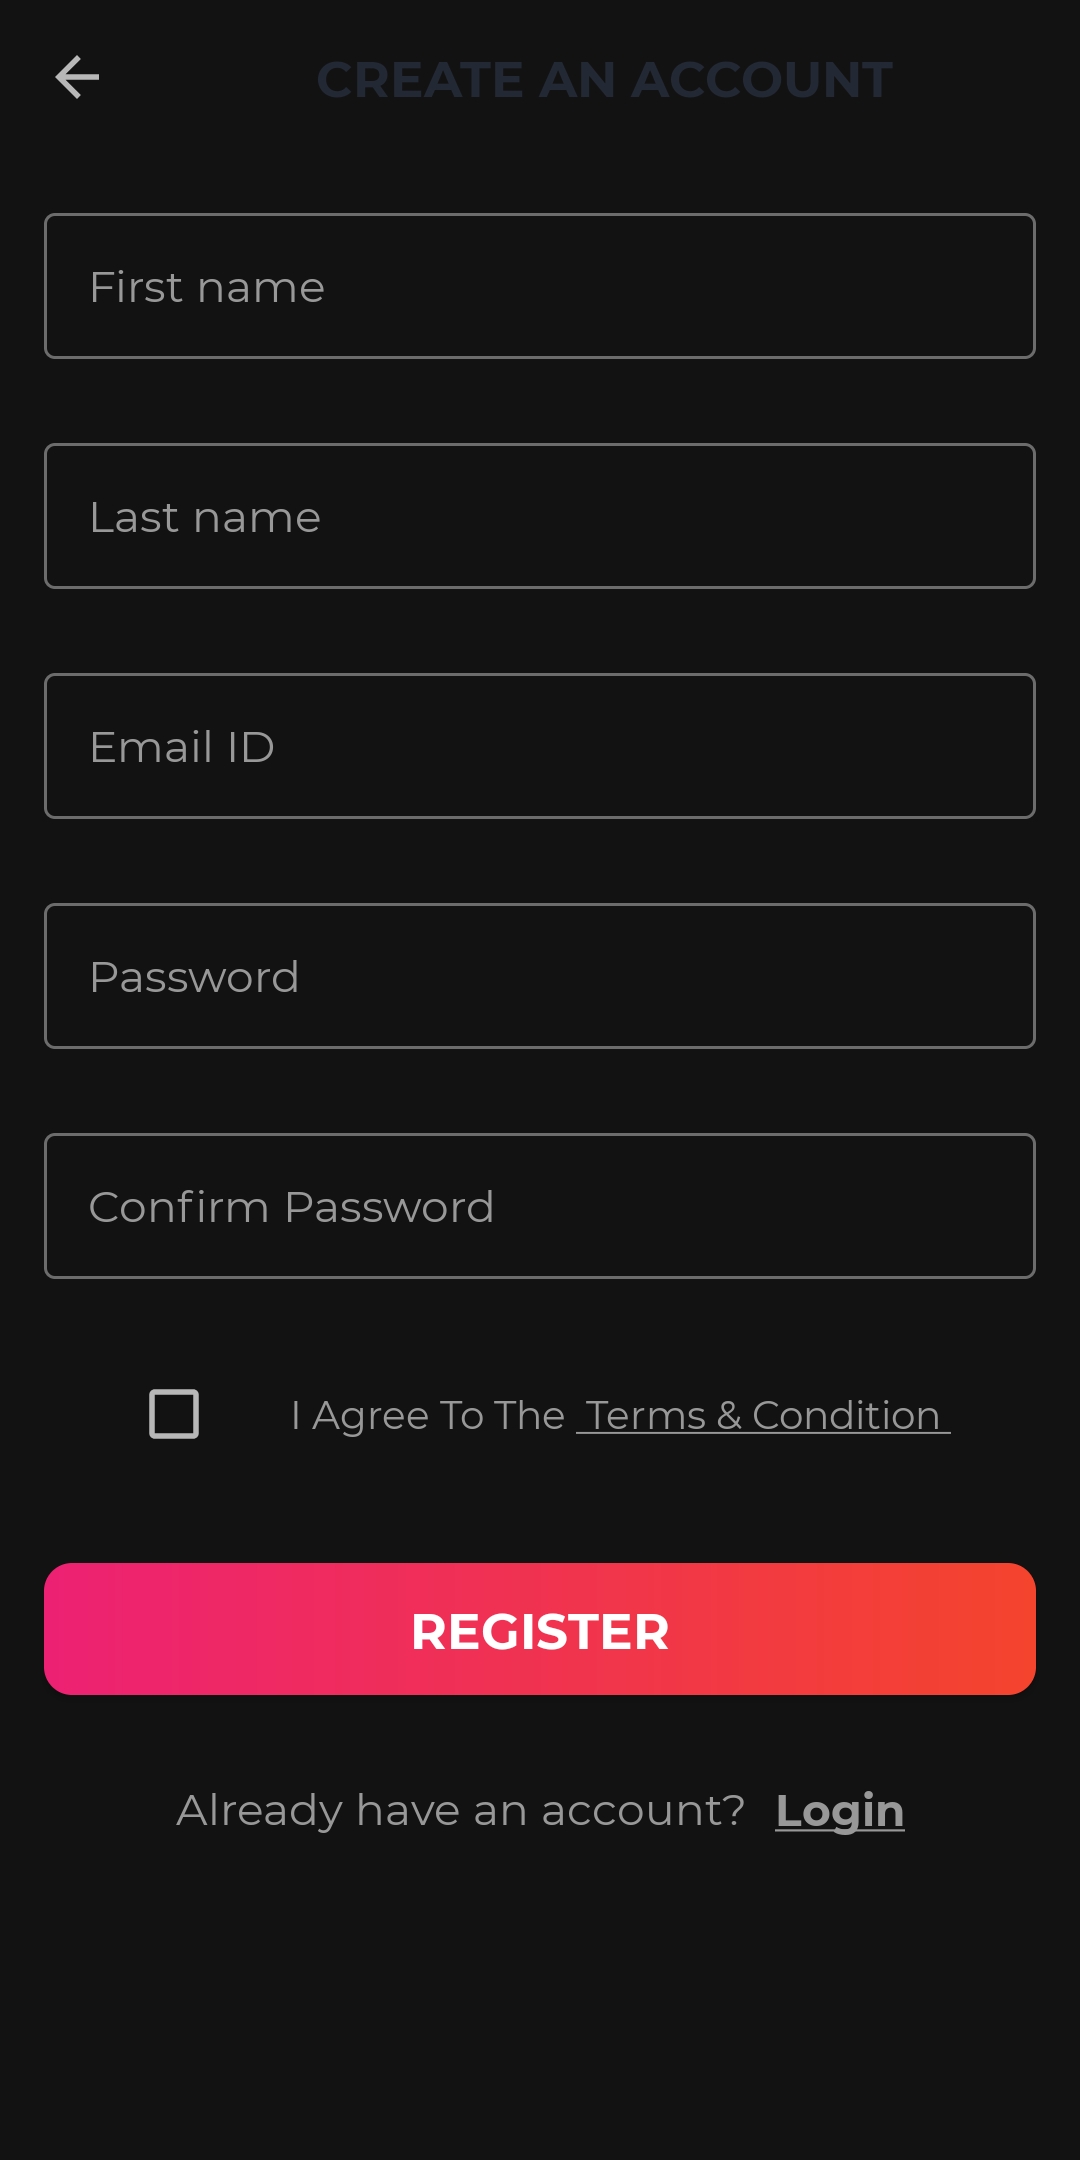 CREATE AN ACCOUNT
First name
Last name
Email ID
Password
Confirm Password
I Agree To The Terms & Condition
REGISTER
Already have an account? Login